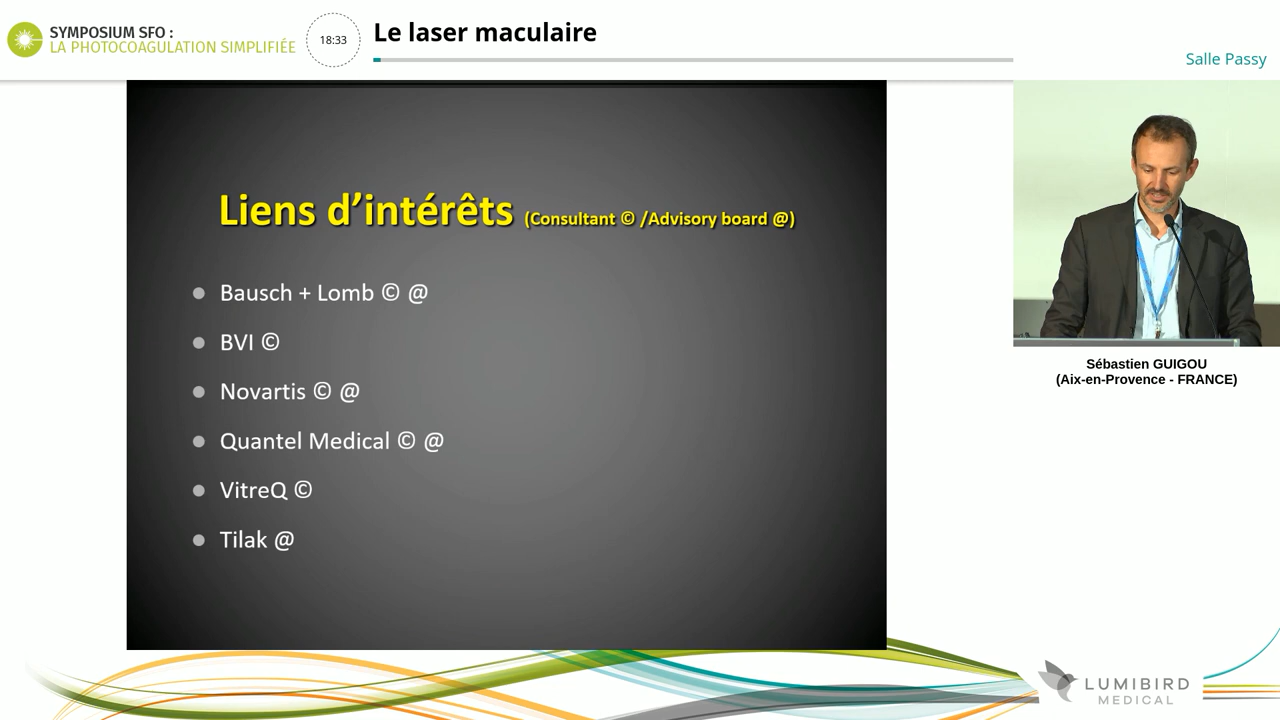 SYMPOSIUM SFO :
LA PHOTOCOAGULATION SIMPLIFIÉE
18:33
Le laser maculaire
Salle Passy
Liens d’intérêts (Consultant © /Advisory board @)
Bausch + Lomb © @
BVI ©
Novartis © @
Quantel Medical © @
VitreQ ©
Tilak @
Sébastien GUIGOU
(Aix-en-Provence - FRANCE)
LUMIBIRD
MEDICAL